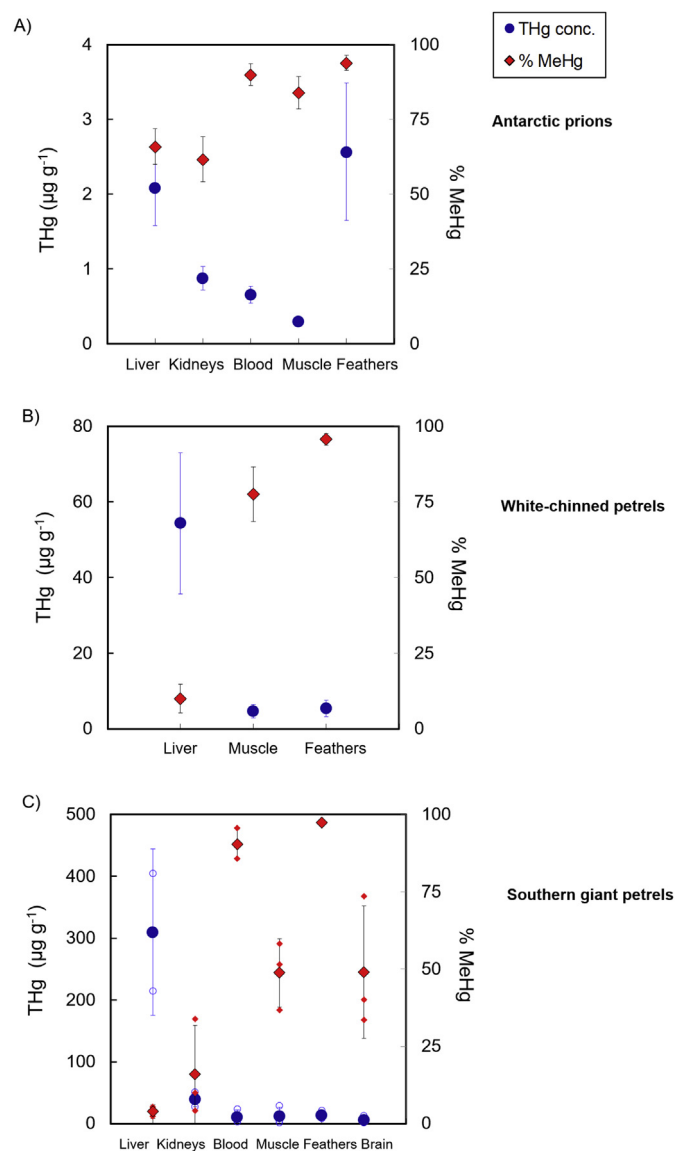 A)
THg conc.
% MeHg
Antarctic prions
4
3
2
1
0
THg (µg g-1)
100
75
50
25
0
% MeHg
Liver Kidneys Blood Muscle Feathers
B)
White-chinned petrels
80
60
40
20
0
THg (µg g-1)
100
75
50
25
0
% MeHg
Liver Muscle Feathers
C)
Southern giant petrels
500
400
300
200
100
0
THg (µg g-1)
100
75
50
25
0
% MeHg
Liver Kidneys Blood Muscle Feathers Brain